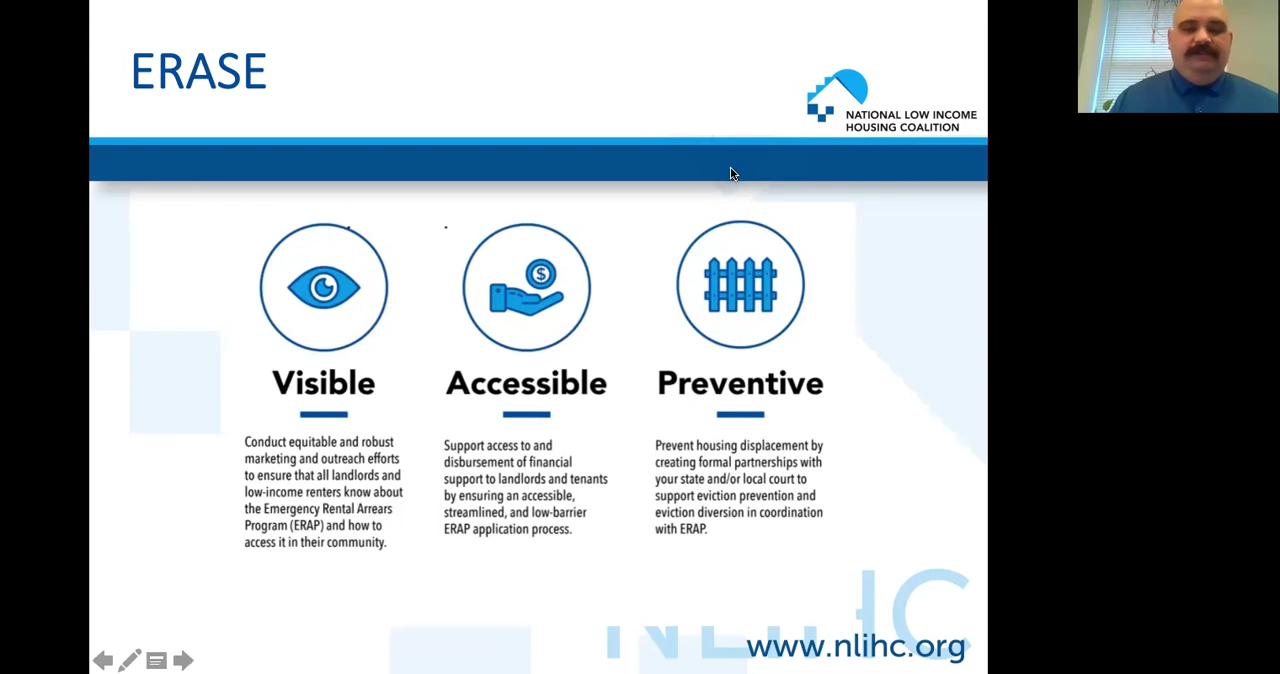 ERASE
NATIONAL LOW INCOME
HOUSING COALITION
$
Visible
Accessible
Preventive
Conduct equitable and robust
marketing and outreach efforts
to ensure that all landlords and
low-income renters know about
the Emergency Rental Arrears
Program (ERAP) and how to
access it in their community.
Support access to and
disbursement of financial
support to landlords and tenants
by ensuring an accessible,
streamlined, and low-barrier
ERAP application process.
Prevent housing displacement by
creating formal partnerships with
your state and/or local court to
support eviction prevention and
eviction diversion in coordination
with ERAP.
NLIHC
www.nlihc.org